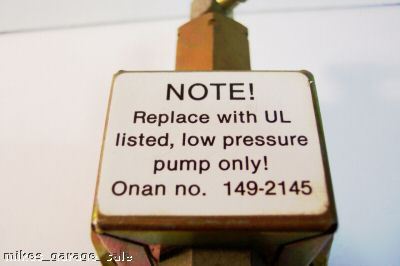 NOTE!
Replace with UL
listed, low pressure
pump only!
Onan no. 149-2145
mikes_garage_sale